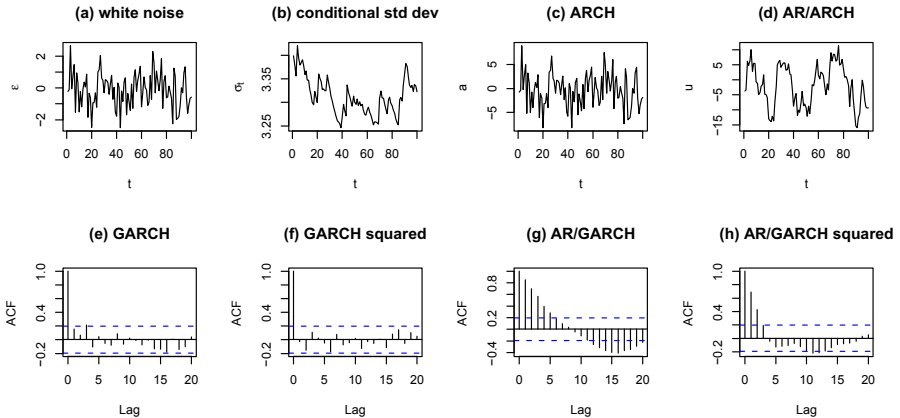 (a) white noise
ε
−2 0 2
0 20 40 60 80
t
(b) conditional std dev
σt
3.25 3.35
0 20 40 60 80
t
(c) ARCH
a
−5 0 5
0 20 40 60 80
t
(d) AR/ARCH
u
−15 −5 5
0 20 40 60 80
t
(e) GARCH
ACF
−0.2 0.4 1.0
0 5 10 15 20
Lag
(f) GARCH squared
ACF
−0.2 0.4 1.0
0 5 10 15 20
Lag
(g) AR/GARCH
ACF
−0.4 0.2 0.8
0 5 10 15 20
Lag
(h) AR/GARCH squared
ACF
−0.2 0.4 1.0
0 5 10 15 20
Lag